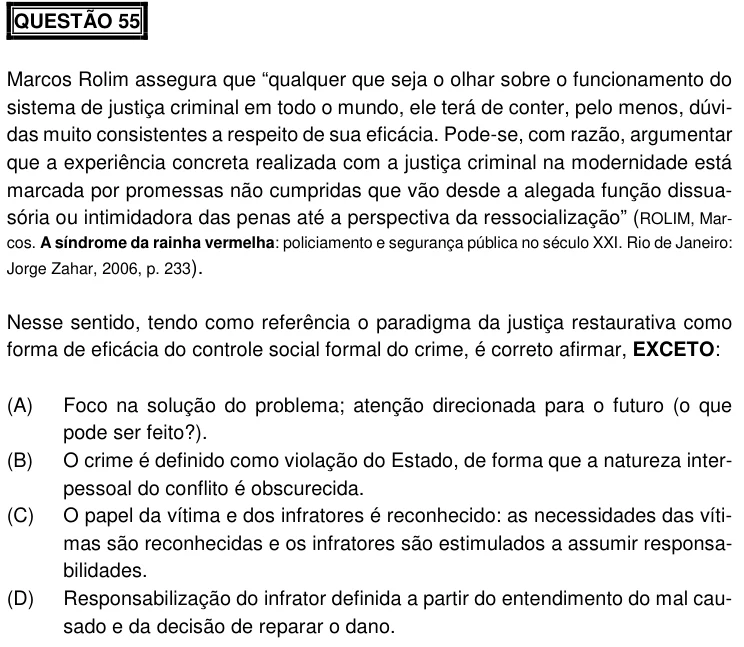 QUESTÃO 55
Marcos Rolim assegura que “qualquer que seja o olhar sobre o funcionamento do
sistema de justiça criminal em todo o mundo, ele terá de conter, pelo menos, dúvi-
das muito consistentes a respeito de sua eficácia. Pode-se, com razão, argumentar
que a experiência concreta realizada com a justiça criminal na modernidade está
marcada por promessas não cumpridas que vão desde a alegada função dissua-
sória ou intimidadora das penas até a perspectiva da ressocialização” (ROLIM, Mar-
cos. A síndrome da rainha vermelha: policiamento e segurança pública no século XXI. Rio de Janeiro:
Jorge Zahar, 2006, p. 233).
Nesse sentido, tendo como referência o paradigma da justiça restaurativa como
forma de eficácia do controle social formal do crime, é correto afirmar, EXCETO:
(A) Foco na solução do problema; atenção direcionada para o futuro (o que
pode ser feito?).
(B) O crime é definido como violação do Estado, de forma que a natureza inter-
pessoal do conflito é obscurecida.
(C) O papel da vítima e dos infratores é reconhecido: as necessidades das víti-
mas são reconhecidas e os infratores são estimulados a assumir responsa-
bilidades.
(D) Responsabilização do infrator definida a partir do entendimento do mal cau-
sado e da decisão de reparar o dano.